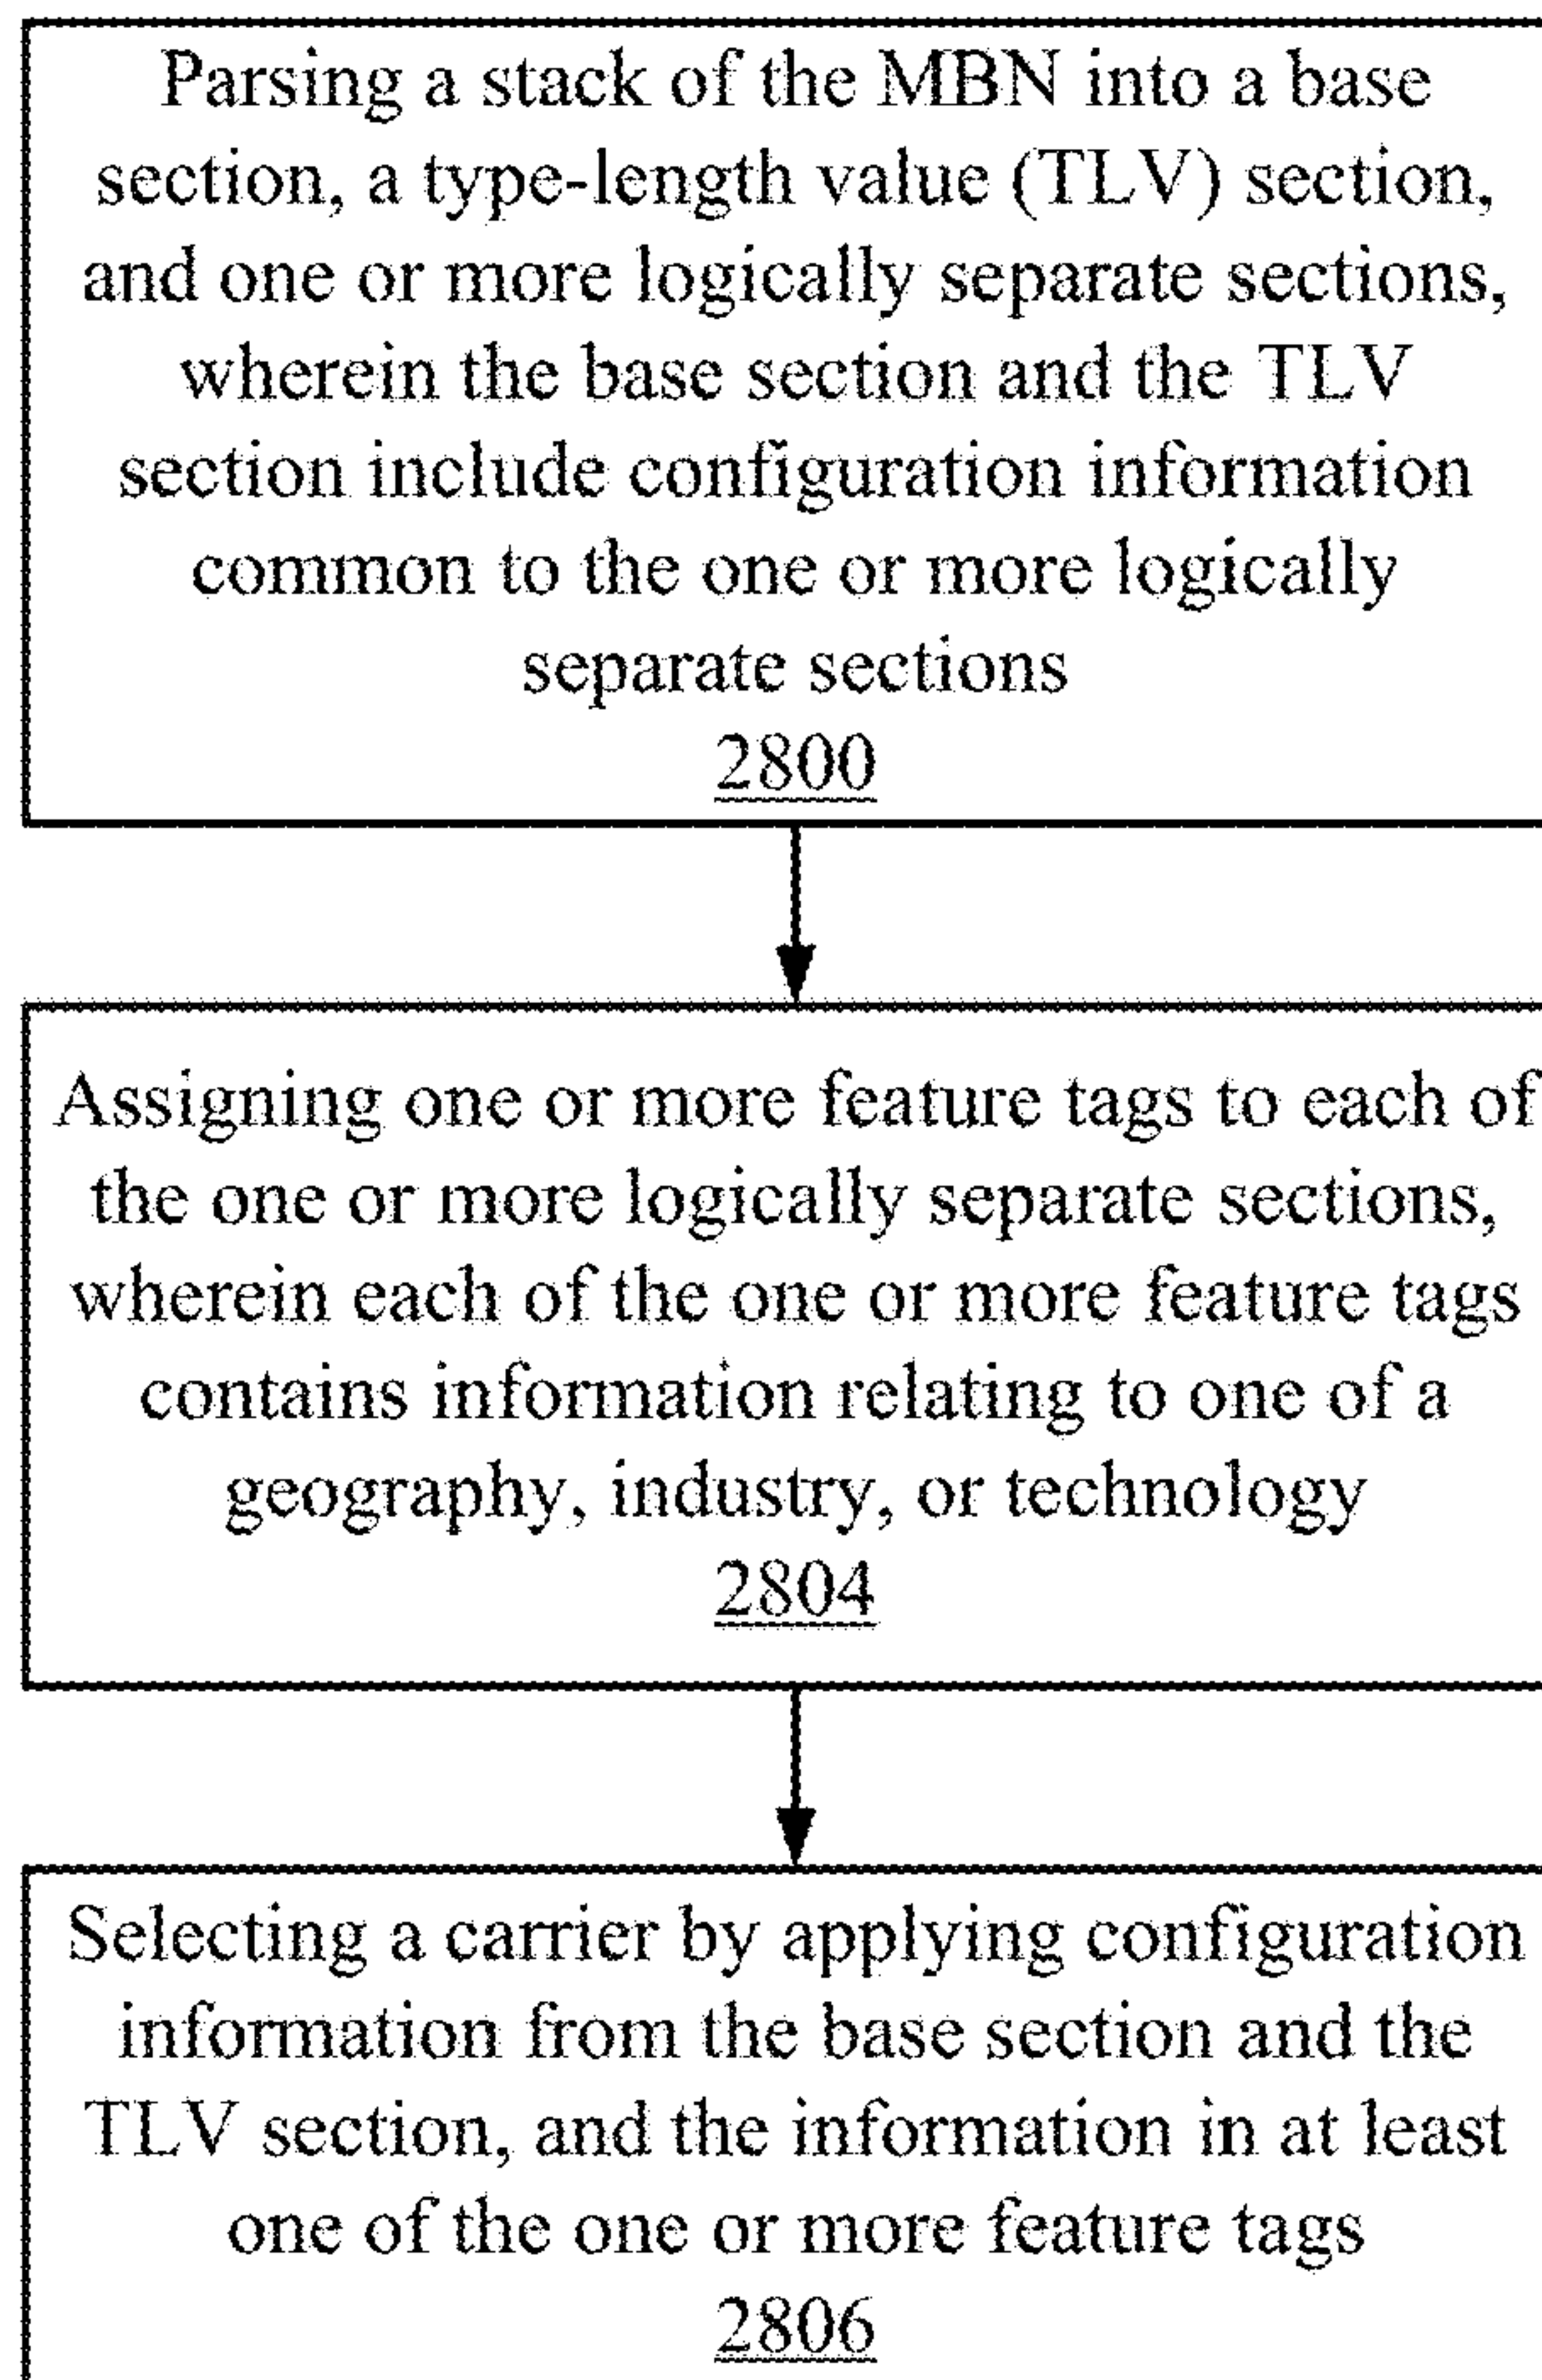 Parsing a stack of the MBN into a base
section, a type-length value (TLV) section,
and one or more logically separate sections,
wherein the base section and the TLV
section include configuration information
common to the one or more logically
separate sections
2800
Assigning one or more feature tags to each of
the one or more logically separate sections,
wherein each of the one or more feature tags
contains information relating to one of a
geography, industry, or technology
2804
Selecting a carrier by applying configuration
information from the base section and the
TLV section, and the information in at least
one of the one or more feature tags
2806